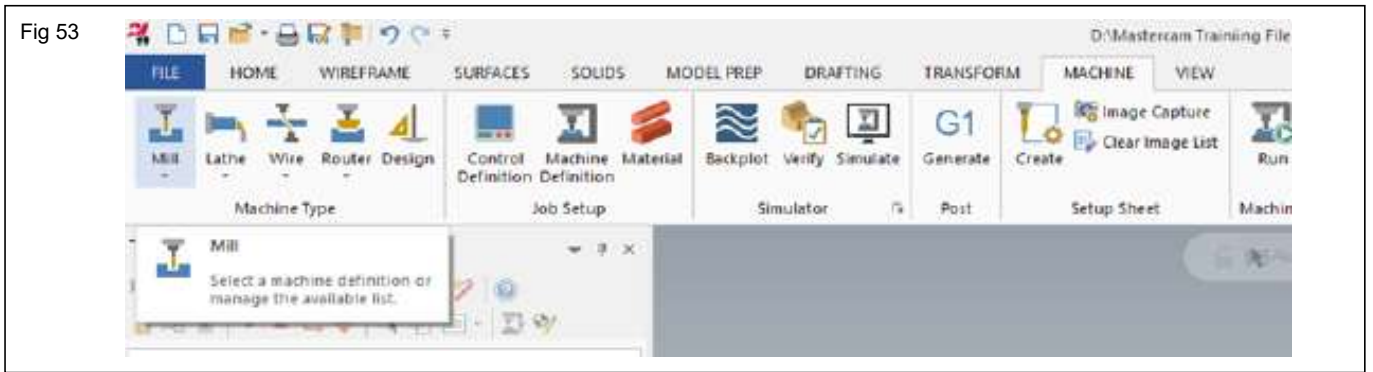 Fig 53
D:\Mastercam Trainiing File
FILE HOME WIREFRAME SURFACES SOLIDS MODEL PREP DRAFTING TRANSFORM MACHINE VIEW
Image Capture
Clear Image List
G1
Mill Lathe Wire Router Design Control Definition Machine Definition Material Backplot Verify Simulate Generate Create Run
Machine Type Job Setup Simulator Post Setup Sheet Machin
Mill
Select a machine definition or
manage the available list.